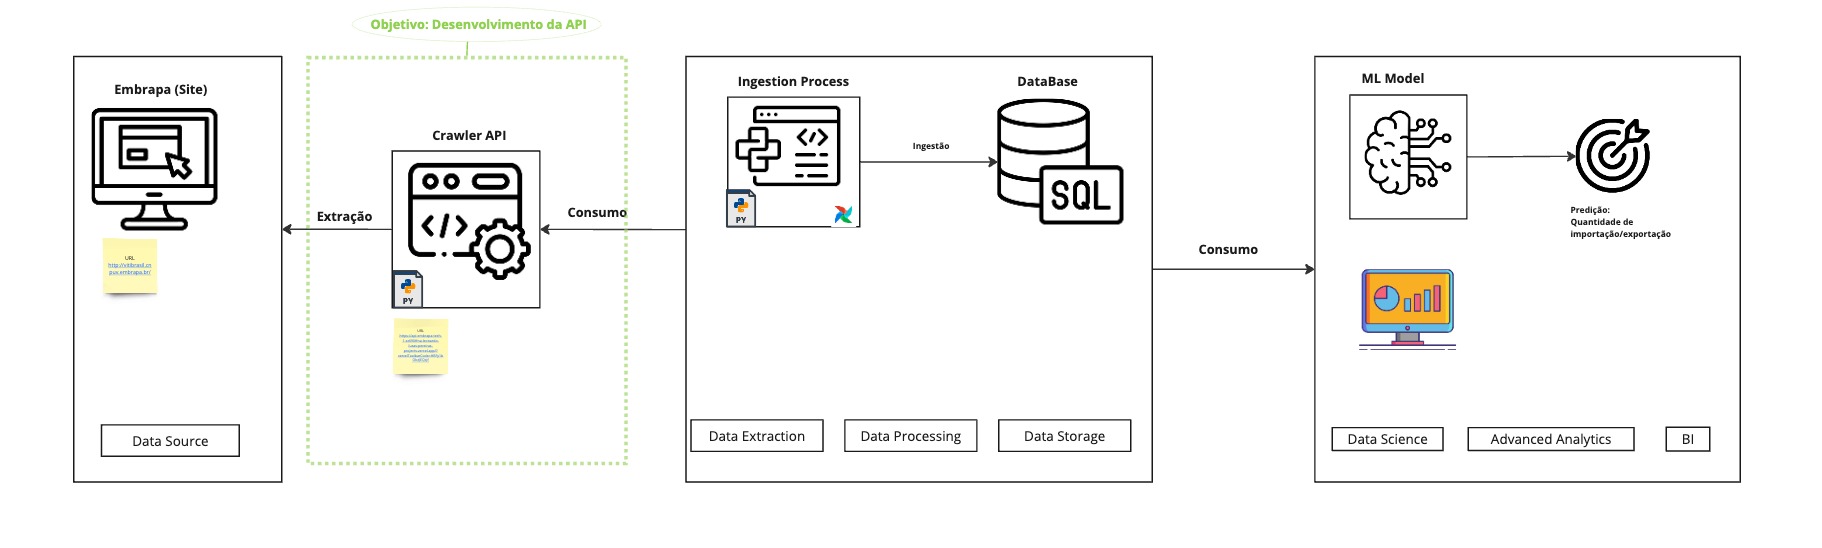 Objetivo: Desenvolvimento da API
Embrapa (Site)
URL
http://vitibrasil.cn
puv.embrapa.br/
Data Source
Extração
Crawler API
PY
URL
Consumo
Ingestion Process
PY
Ingestão
DataBase
SQL
Data Extraction
Data Processing
Data Storage
Consumo
ML Model
Predição:
Quantidade de
importação/exportação
Data Science
Advanced Analytics
BI